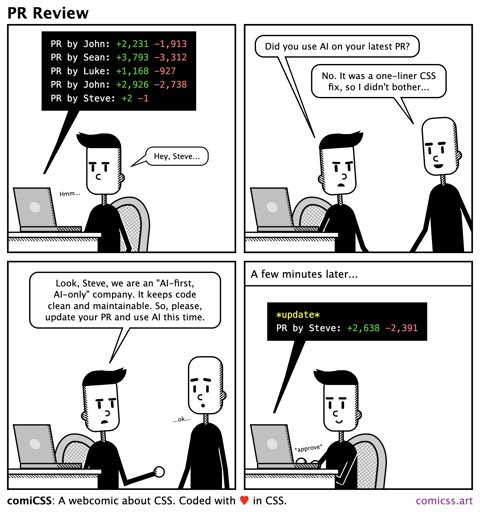 PR Review
PR by John: +2,231 −1,913
PR by Sean: +3,793 −3,312
PR by Luke: +1,168 −927
PR by John: +2,926 −2,738
PR by Steve: +2 −1
Hey, Steve...
Hmm...
Did you use AI on your latest PR?
No. It was a one-liner CSS
fix, so I didn't bother...
Look, Steve, we are an "AI-first,
AI-only" company. It keeps code
clean and maintainable. So, please,
update your PR and use AI this time.
...ok...
A few minutes later...
*update*
PR by Steve: +2,638 −2,391
*approve*
comiCSS: A webcomic about CSS. Coded with ♥ in CSS.
comicss.art